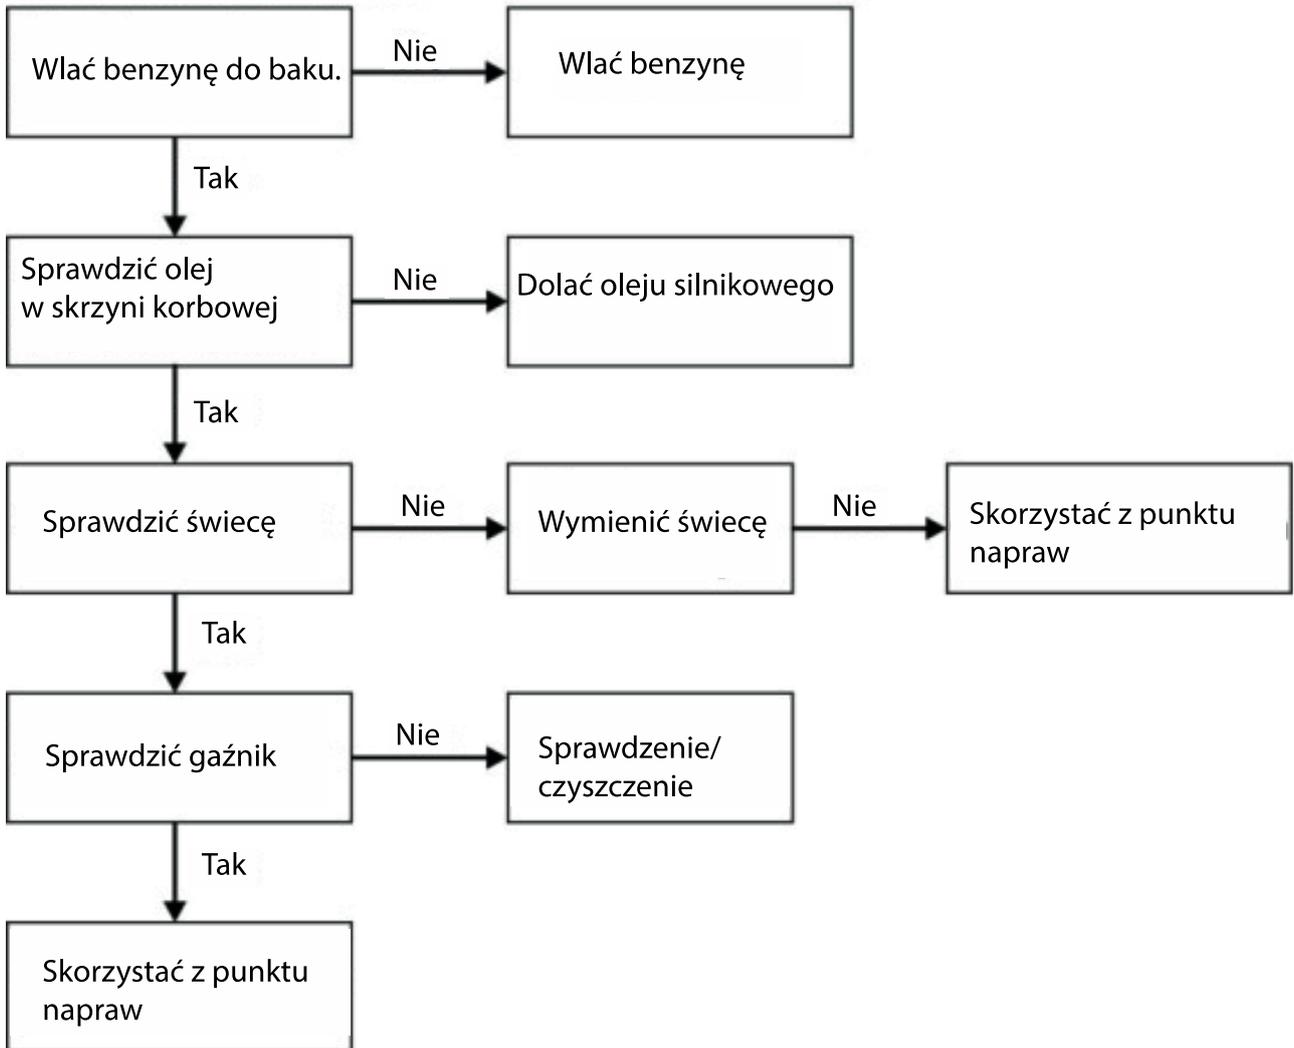 Wlać benzynę do baku.
Nie
Wlać benzynę
Tak
Sprawdzić olej
w skrzyni korbowej
Nie
Dolać oleju silnikowego
Tak
Sprawdzić świecę
Nie
Wymienić świecę
Nie
Skorzystać z punktu
napraw
Tak
Sprawdzić gaźnik
Nie
Sprawdzenie/
czyszczenie
Tak
Skorzystać z punktu
napraw